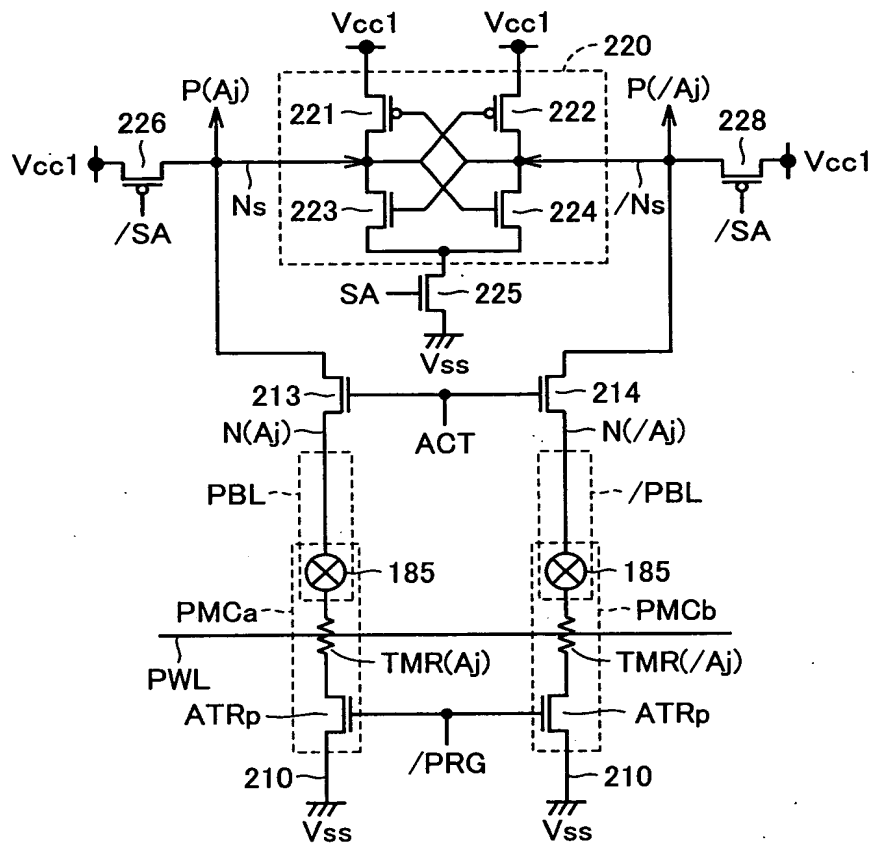 Vcc1 Vcc1
220
P(Aj) 221 222 P(/Aj)
226 228
Vcc1 Vcc1
Ns 223 224 /Ns
/SA /SA
SA 225
Vss
213 214
N(Aj) ACT N(/Aj)
PBL /PBL
185 185
PMCa PMCb
PWL TMR(Aj) TMR(/Aj)
ATRp ATRp
/PRG
210 210
Vss Vss